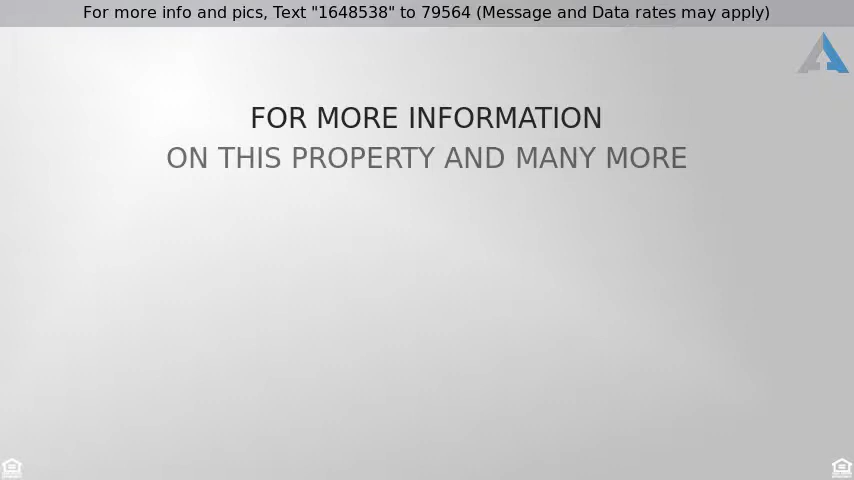 For more info and pics, Text "1648538" to 79564 (Message and Data rates may apply)
FOR MORE INFORMATION
ON THIS PROPERTY AND MANY MORE